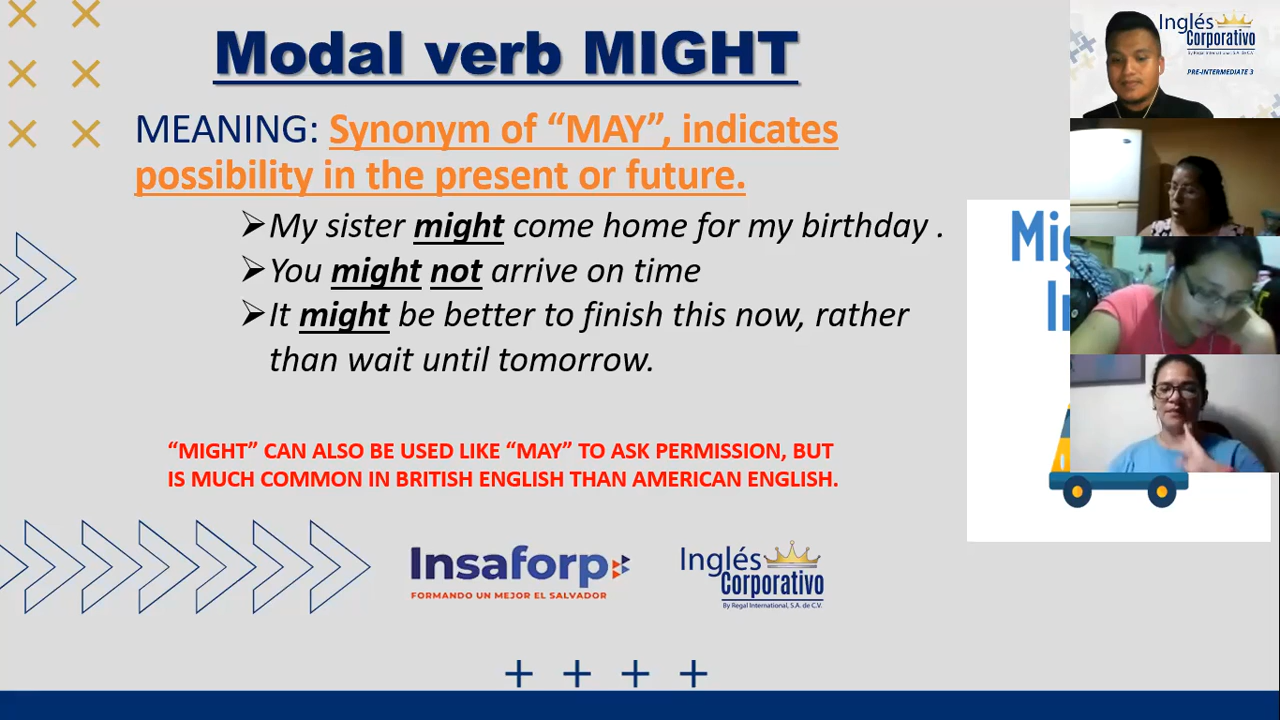 Modal verb MIGHT
MEANING: Synonym of “MAY”, indicates
possibility in the present or future.
➢My sister might come home for my birthday .
➢You might not arrive on time
➢It might be better to finish this now, rather
than wait until tomorrow.
“MIGHT” CAN ALSO BE USED LIKE “MAY” TO ASK PERMISSION, BUT
IS MUCH COMMON IN BRITISH ENGLISH THAN AMERICAN ENGLISH.
Insaforp
FORMANDO UN MEJOR EL SALVADOR
Inglés
Corporativo
By Regal International, S.A. de C.V.
Inglés
Corporativo
By Regal International, S.A. de C.V.
PRE-INTERMEDIATE 3